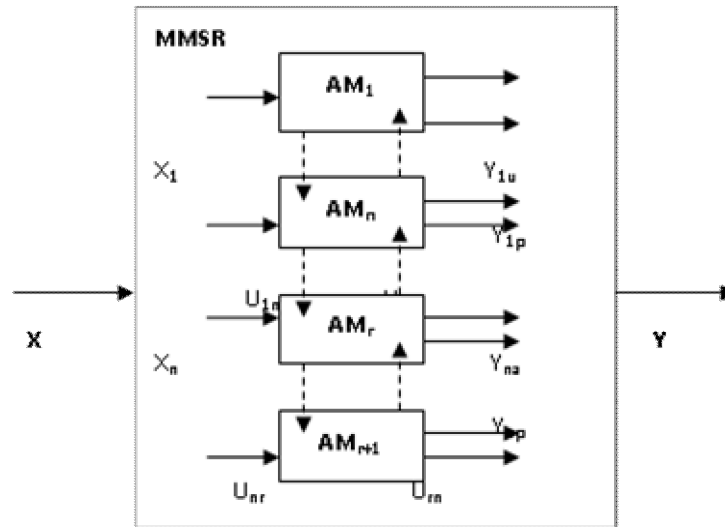 MMSR
AM₁
X₁
Y₁ᵤ
AMₙ
Y₁ₚ
U₁ₙ
X
AMᵣ
Y
Xₙ
Yₙₐ
AMᵣ₊₁
Uₙᵣ
Uᵣₙ